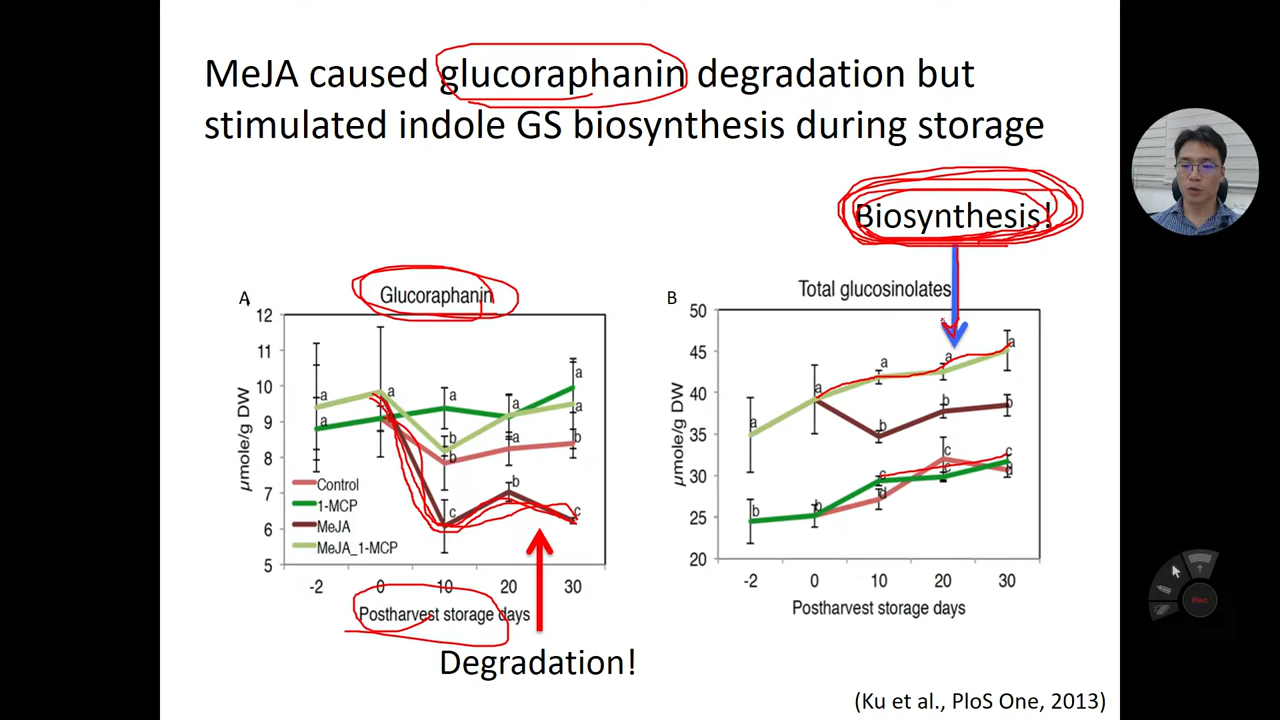 MeJA caused glucoraphanin degradation but
stimulated indole GS biosynthesis during storage
Biosynthesis!
A
Glucoraphanin
12
11
10
9
8
7
6
5
µmole/g DW
a
a
a
a
b
b
c
a
a
b
a
a
b
c
Control
1-MCP
MeJA
MeJA_1-MCP
-2
0
10
20
30
Postharvest storage days
Degradation!
B
Total glucosinolates
50
45
40
35
30
25
20
µmole/g DW
a
b
a
b
a
b
c
d
a
b
c
c
a
b
c
-2
0
10
20
30
Postharvest storage days
(Ku et al., PloS One, 2013)
Rec